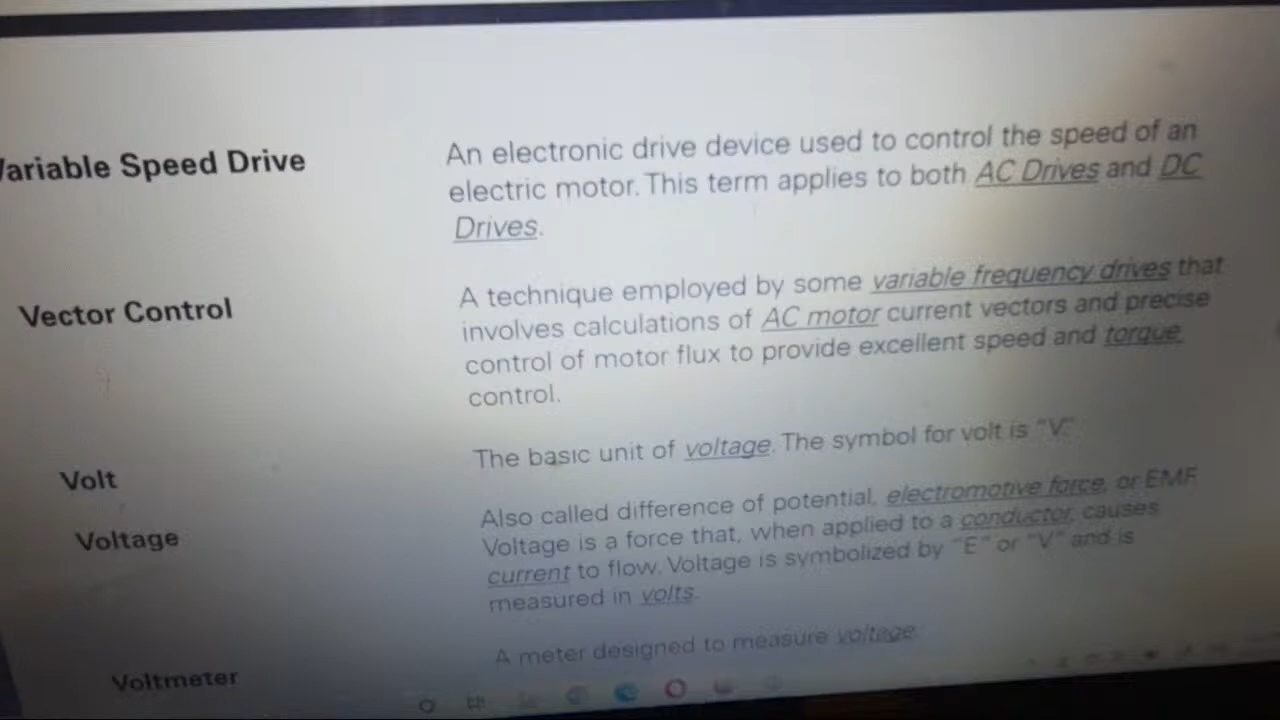 Variable Speed Drive
An electronic drive device used to control the speed of an
electric motor. This term applies to both AC Drives and DC
Drives.
Vector Control
A technique employed by some variable frequency drives that
involves calculations of AC motor current vectors and precise
control of motor flux to provide excellent speed and torque
control.
Volt
The basic unit of voltage. The symbol for volt is "V."
Voltage
Also called difference of potential, electromotive force, or EMF.
Voltage is a force that, when applied to a conductor, causes
current to flow. Voltage is symbolized by "E" or "V" and is
measured in volts.
Voltmeter
A meter designed to measure voltage.